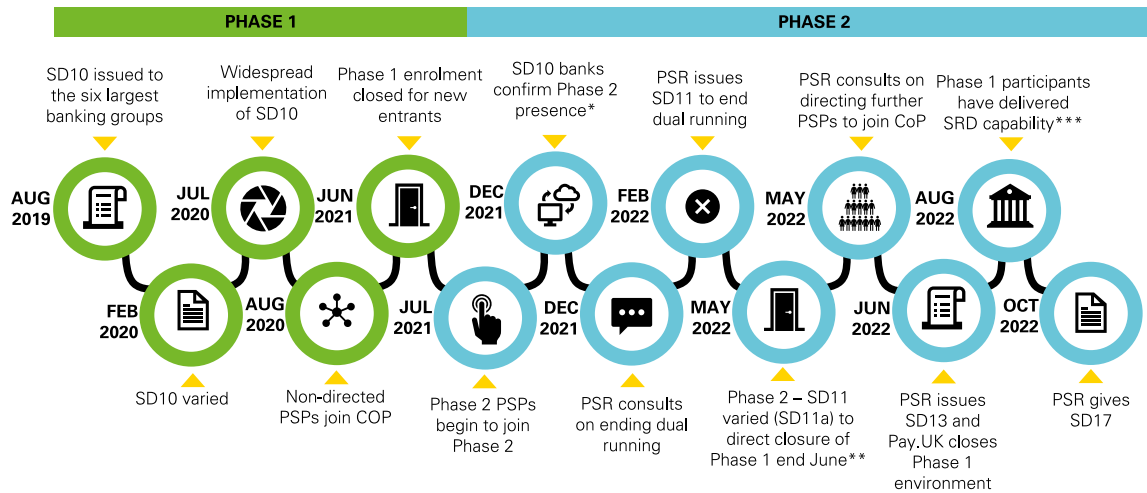 PHASE 1
PHASE 2
SD10 issued to
the six largest
banking groups
Widespread
implementation
of SD10
Phase 1 enrolment
closed for new
entrants
SD10 banks
confirm Phase 2
presence*
PSR issues
SD11 to end
dual running
PSR consults on
directing further
PSPs to join CoP
Phase 1 participants
have delivered
SRD capability***
AUG
2019
JUL
2020
JUN
2021
DEC
2021
FEB
2022
MAY
2022
AUG
2022
FEB
2020
AUG
2020
JUL
2021
DEC
2021
MAY
2022
JUN
2022
OCT
2022
SD10 varied
Non-directed
PSPs join COP
Phase 2 PSPs
begin to join
Phase 2
PSR consults
on ending dual
running
Phase 2 – SD11
varied (SD11a) to
direct closure of
Phase 1 end June**
PSR issues
SD13 and
Pay.UK closes
Phase 1
environment
PSR gives
SD17